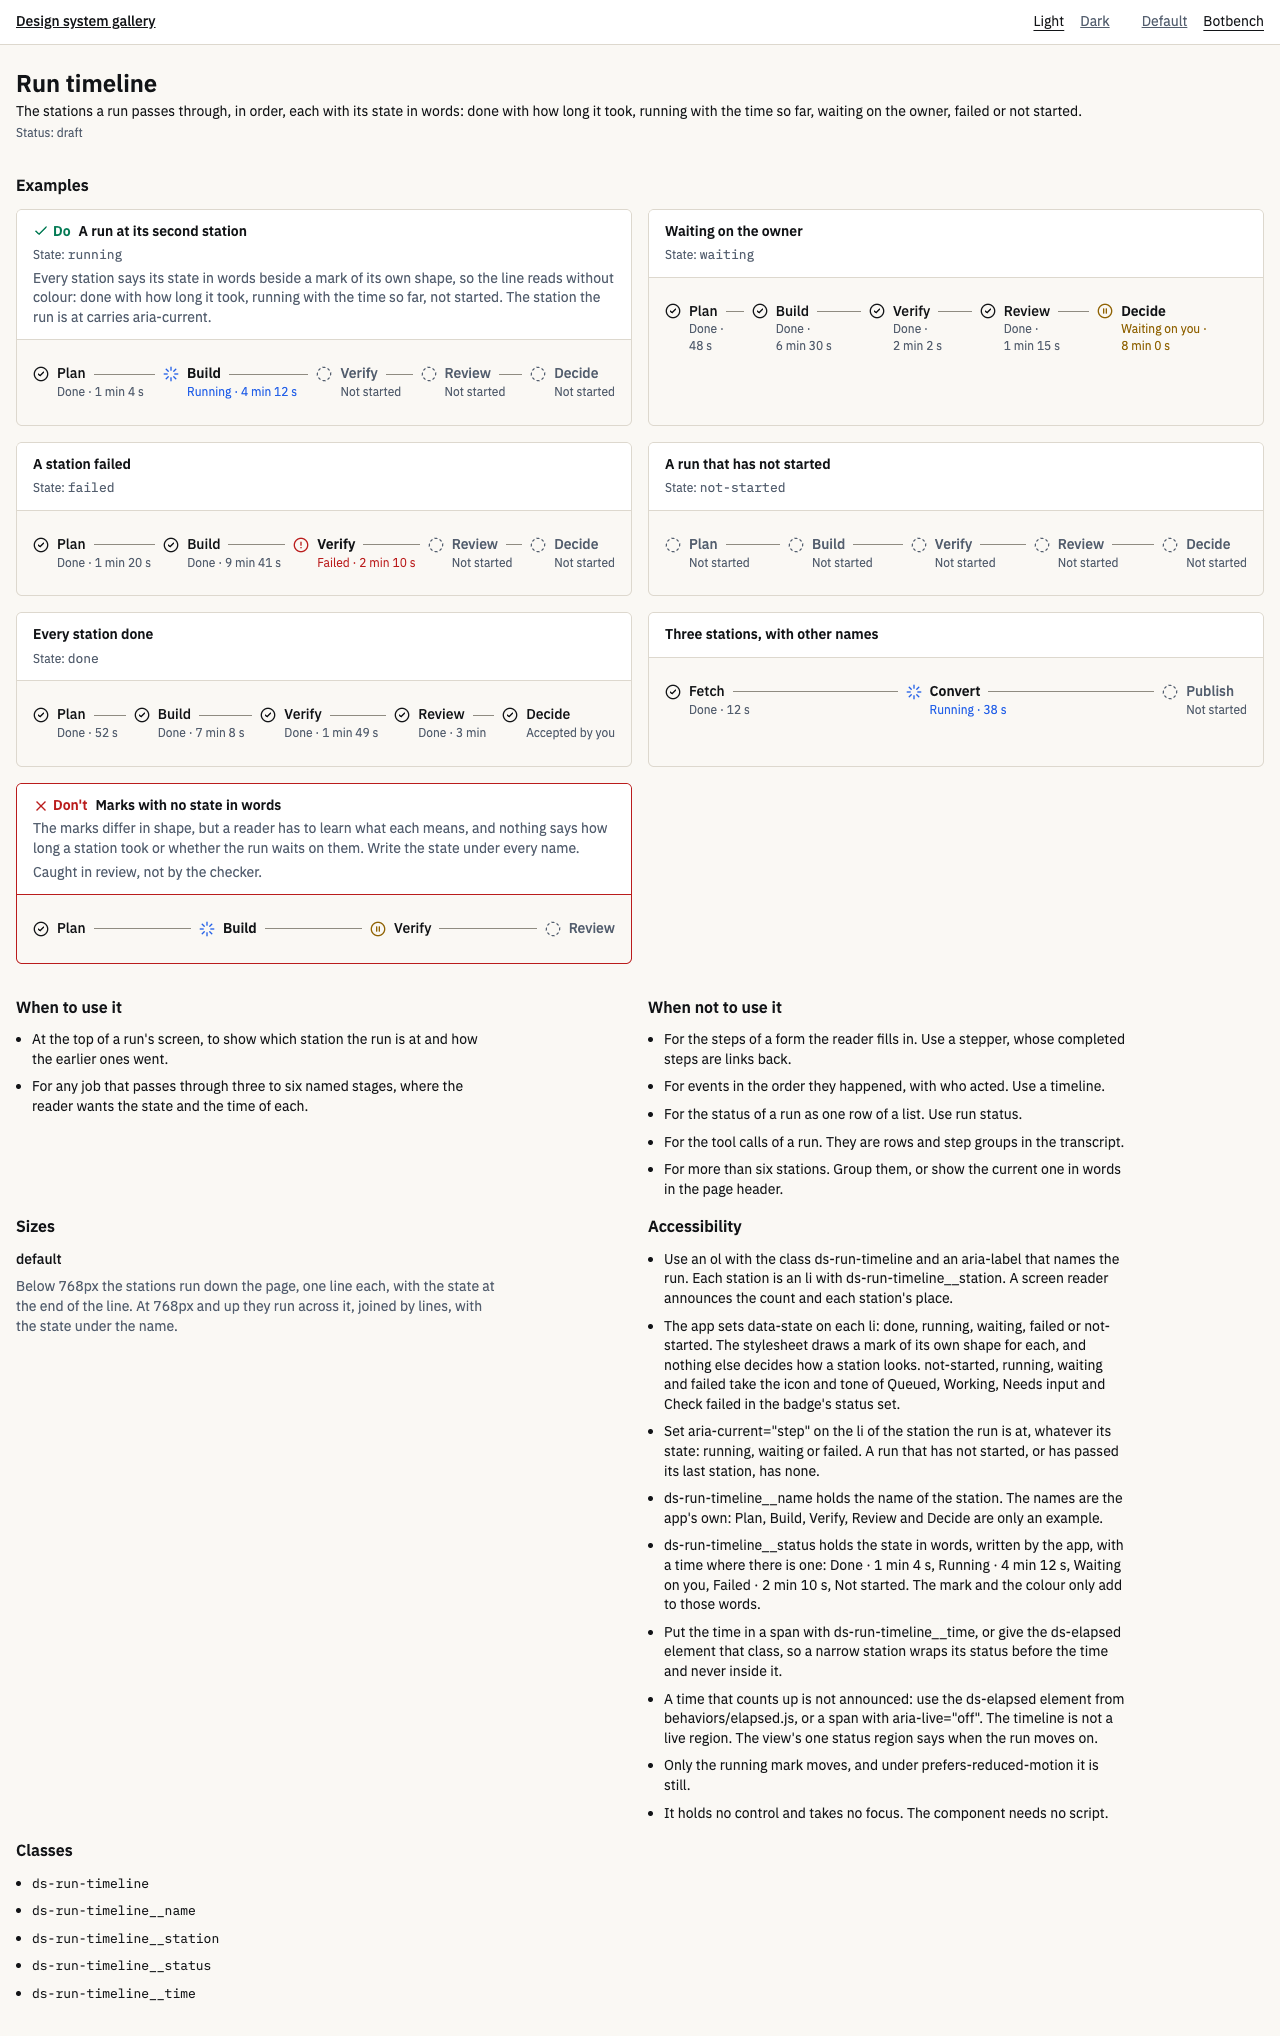 Design system gallery
Light Dark Default Botbench
Run timeline
The stations a run passes through, in order, each with its state in words: done with how long it took, running with the time so far, waiting on the owner, failed or not started.
Status: draft
Examples
Do A run at its second station
State: running
Every station says its state in words beside a mark of its own shape, so the line reads without
colour: done with how long it took, running with the time so far, not started. The station the
run is at carries aria-current.
Plan Build Verify Review Decide
Done · 1 min 4 s Running · 4 min 12 s Not started Not started Not started
Waiting on the owner
State: waiting
Plan Build Verify Review Decide
Done · Done · Done · Done · Waiting on you ·
48 s 6 min 30 s 2 min 2 s 1 min 15 s 8 min 0 s
A station failed
State: failed
Plan Build Verify Review Decide
Done · 1 min 20 s Done · 9 min 41 s Failed · 2 min 10 s Not started Not started
A run that has not started
State: not-started
Plan Build Verify Review Decide
Not started Not started Not started Not started Not started
Every station done
State: done
Plan Build Verify Review Decide
Done · 52 s Done · 7 min 8 s Done · 1 min 49 s Done · 3 min Accepted by you
Three stations, with other names
Fetch Convert Publish
Done · 12 s Running · 38 s Not started
Don't Marks with no state in words
The marks differ in shape, but a reader has to learn what each means, and nothing says how
long a station took or whether the run waits on them. Write the state under every name.
Caught in review, not by the checker.
Plan Build Verify Review
When to use it
At the top of a run's screen, to show which station the run is at and how
the earlier ones went.
For any job that passes through three to six named stages, where the
reader wants the state and the time of each.
When not to use it
For the steps of a form the reader fills in. Use a stepper, whose completed
steps are links back.
For events in the order they happened, with who acted. Use a timeline.
For the status of a run as one row of a list. Use run status.
For the tool calls of a run. They are rows and step groups in the transcript.
For more than six stations. Group them, or show the current one in words
in the page header.
Sizes
default
Below 768px the stations run down the page, one line each, with the state at
the end of the line. At 768px and up they run across it, joined by lines, with
the state under the name.
Accessibility
Use an ol with the class ds-run-timeline and an aria-label that names the
run. Each station is an li with ds-run-timeline__station. A screen reader
announces the count and each station's place.
The app sets data-state on each li: done, running, waiting, failed or not-
started. The stylesheet draws a mark of its own shape for each, and
nothing else decides how a station looks. not-started, running, waiting
and failed take the icon and tone of Queued, Working, Needs input and
Check failed in the badge's status set.
Set aria-current="step" on the li of the station the run is at, whatever its
state: running, waiting or failed. A run that has not started, or has passed
its last station, has none.
ds-run-timeline__name holds the name of the station. The names are the
app's own: Plan, Build, Verify, Review and Decide are only an example.
ds-run-timeline__status holds the state in words, written by the app, with
a time where there is one: Done · 1 min 4 s, Running · 4 min 12 s, Waiting
on you, Failed · 2 min 10 s, Not started. The mark and the colour only add
to those words.
Put the time in a span with ds-run-timeline__time, or give the ds-elapsed
element that class, so a narrow station wraps its status before the time
and never inside it.
A time that counts up is not announced: use the ds-elapsed element from
behaviors/elapsed.js, or a span with aria-live="off". The timeline is not a
live region. The view's one status region says when the run moves on.
Only the running mark moves, and under prefers-reduced-motion it is
still.
It holds no control and takes no focus. The component needs no script.
Classes
ds-run-timeline
ds-run-timeline__name
ds-run-timeline__station
ds-run-timeline__status
ds-run-timeline__time